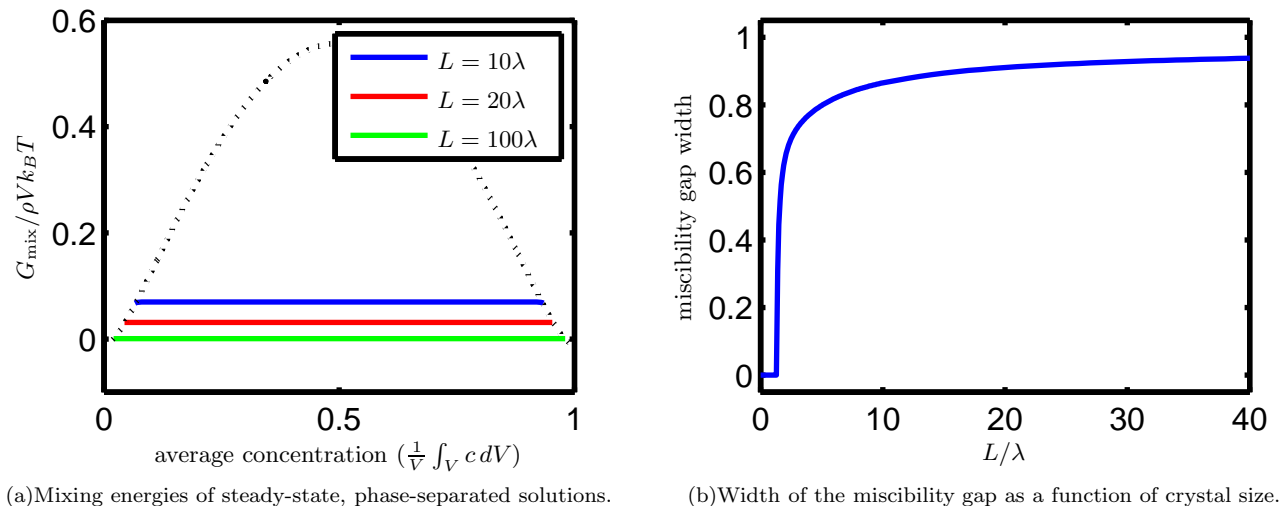 0.6
0.4
0.2
0
G_mix/ρVk_BT
L = 10λ
L = 20λ
L = 100λ
0 0.5 1
average concentration (1/V ∫_V c dV)
(a)Mixing energies of steady-state, phase-separated solutions.
1
0.8
0.6
0.4
0.2
0
miscibility gap width
0 10 20 30 40
L/λ
(b)Width of the miscibility gap as a function of crystal size.